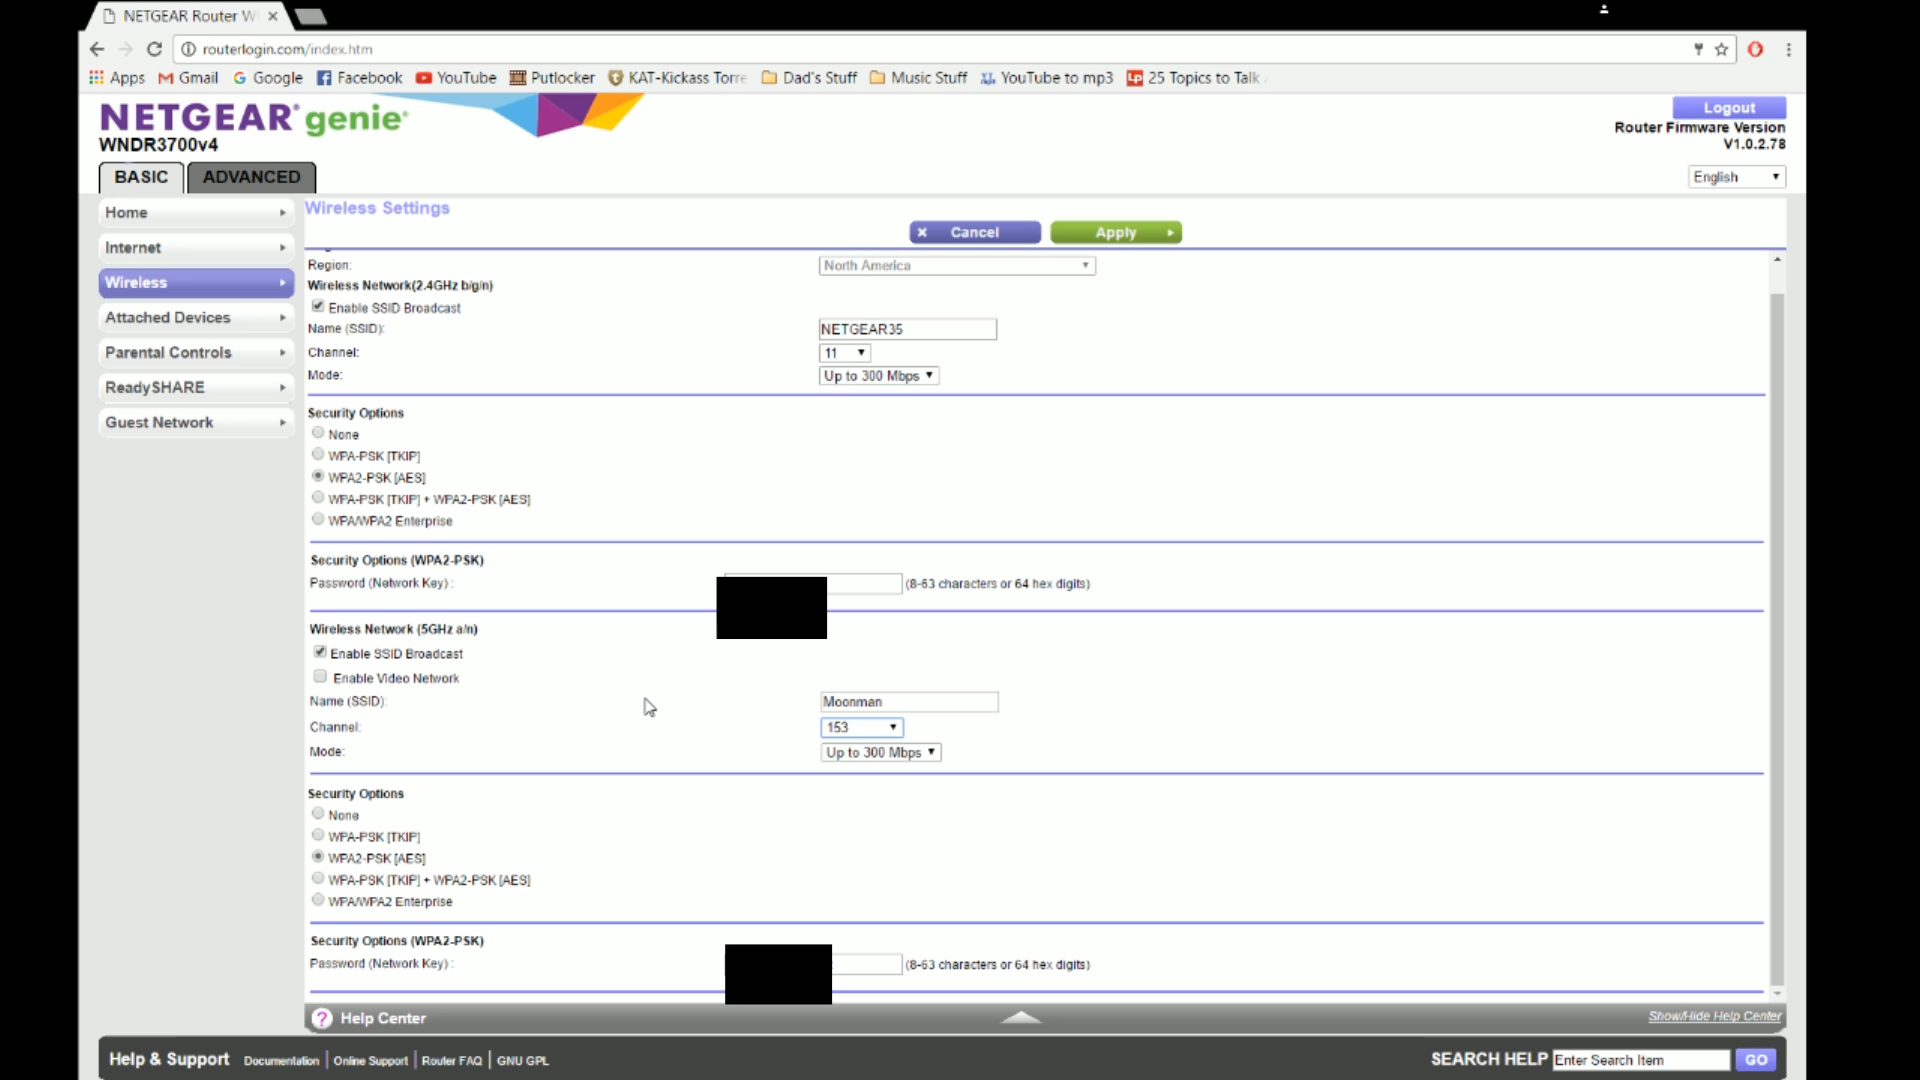 NETGEAR Router W
routerlogin.com/index.htm
Apps Gmail Google Facebook YouTube Putlocker KAT-Kickass Torre Dad's Stuff Music Stuff YouTube to mp3 25 Topics to Talk
NETGEAR® genie®
WNDR3700v4
Logout
Router Firmware Version
V1.0.2.78
BASIC ADVANCED
English
Home
Internet
Wireless
Attached Devices
Parental Controls
ReadySHARE
Guest Network
Wireless Settings
Cancel Apply
Region: North America
Wireless Network(2.4GHz b/g/n)
Enable SSID Broadcast
Name (SSID): NETGEAR35
Channel: 11
Mode: Up to 300 Mbps
Security Options
None
WPA-PSK [TKIP]
WPA2-PSK [AES]
WPA-PSK [TKIP] + WPA2-PSK [AES]
WPA/WPA2 Enterprise
Security Options (WPA2-PSK)
Password (Network Key) : (8-63 characters or 64 hex digits)
Wireless Network (5GHz a/n)
Enable SSID Broadcast
Enable Video Network
Name (SSID): Moonman
Channel: 153
Mode: Up to 300 Mbps
Security Options
None
WPA-PSK [TKIP]
WPA2-PSK [AES]
WPA-PSK [TKIP] + WPA2-PSK [AES]
WPA/WPA2 Enterprise
Security Options (WPA2-PSK)
Password (Network Key) : (8-63 characters or 64 hex digits)
? Help Center
Show/Hide Help Center
Help & Support Documentation | Online Support | Router FAQ | GNU GPL
SEARCH HELP Enter Search Item GO